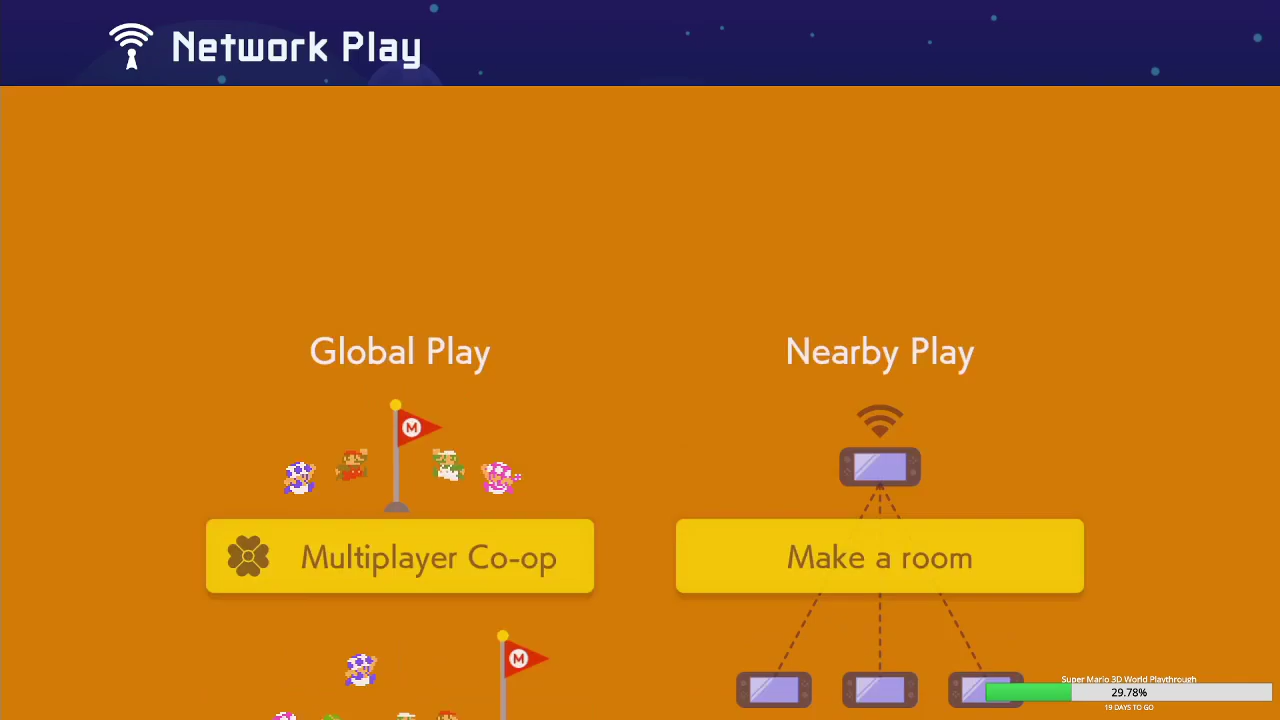 Network Play
Global Play
Nearby Play
M
Multiplayer Co-op
Make a room
M
Super Mario 3D World Playthrough
29.78%
19 DAYS TO GO